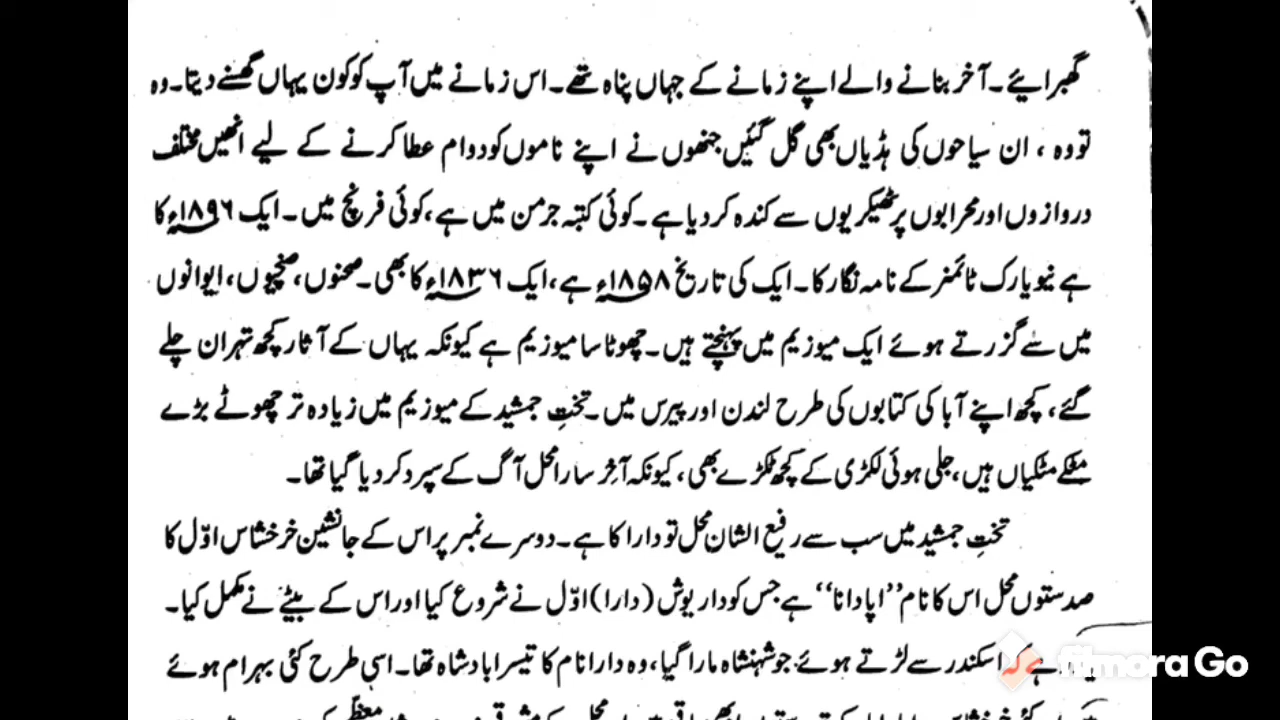 گھبرائیے۔ آخر بنانے والے اپنے زمانے کے جہاں پناہ تھے۔ اس زمانے میں آپ کو کون یہاں گھسنے دیتا۔ وہ
تو وہ ، ان سیاحوں کی ہڈیاں بھی گل گئیں جنھوں نے اپنے ناموں کو دوام عطا کرنے کے لیے انھیں مختلف
دروازوں اور محرابوں پر ٹھیکریوں سے کندہ کر دیا ہے۔ کوئی کتبہ جرمن میں ہے، کوئی فرنچ میں۔ ایک ۱۸۹۶ء کا
ہے نیویارک ٹائمنر کے نامہ نگار کا۔ ایک کی تاریخ ۱۸۵۸ء ہے، ایک ۱۸۳۶ء کا بھی۔ صحنوں، صحنچیوں، ایوانوں
میں سے گزرتے ہوئے ایک میوزیم میں پہنچتے ہیں۔ چھوٹا سا میوزیم ہے کیونکہ یہاں کے آثار کچھ تہران چلے
گئے، کچھ اپنے آبا کی کتابوں کی طرح لندن اور پیرس میں۔ تختِ جمشید کے میوزیم میں زیادہ تر چھوٹے بڑے
مٹکے مٹکیاں ہیں، جلی ہوئی لکڑی کے کچھ ٹکڑے بھی، کیونکہ آخر سارا محل آگ کے سپرد کر دیا گیا تھا۔
تختِ جمشید میں سب سے رفیع الشان محل تو دارا کا ہے۔ دوسرے نمبر پر اس کے جانشین خرخشاس اوّل کا
صد ستوں محل اس کا نام ’’اپادانا‘‘ ہے جس کو داریوش (دارا) اوّل نے شروع کیا اور اس کے بیٹے نے مکمل کیا۔
ہے کہ اسکندر سے لڑتے ہوئے جو شہنشاہ مارا گیا، وہ دارا نام کا تیسرا بادشاہ تھا۔ اسی طرح کئی بہرام ہوئے
filmora Go